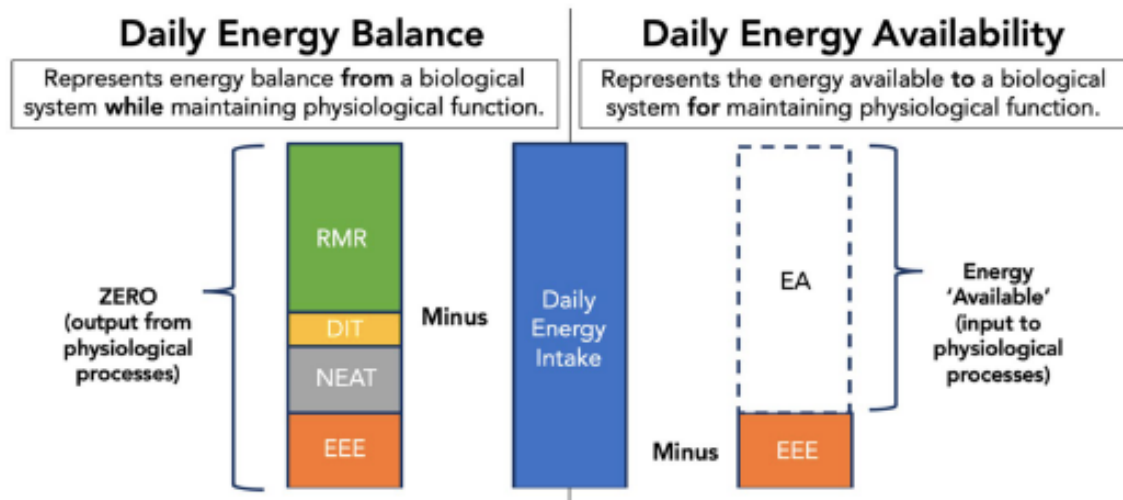 Daily Energy Balance
Represents energy balance from a biological
system while maintaining physiological function.
ZERO
(output from
physiological
processes)
RMR
DIT
NEAT
EEE
Minus
Daily
Energy
Intake
Daily Energy Availability
Represents the energy available to a biological
system for maintaining physiological function.
Minus
EA
EEE
Energy
‘Available’
(input to
physiological
processes)